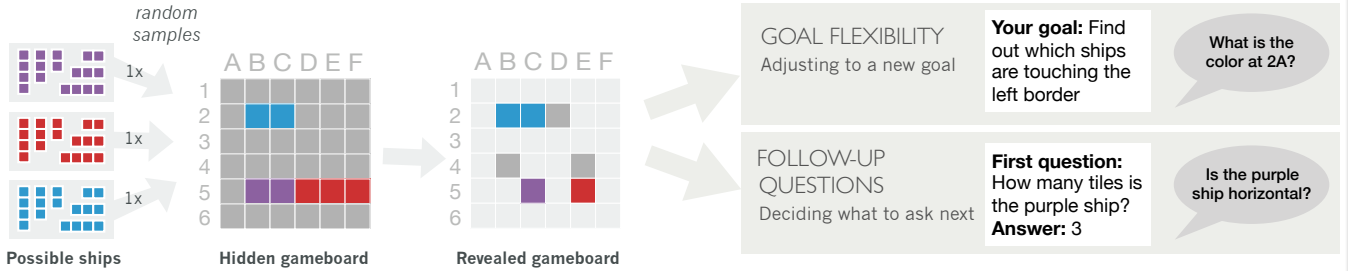 random
samples
1x
1x
1x
Possible ships
A B C D E F
1
2
3
4
5
6
Hidden gameboard
A B C D E F
1
2
3
4
5
6
Revealed gameboard
GOAL FLEXIBILITY
Adjusting to a new goal
Your goal: Find
out which ships
are touching the
left border
What is the
color at 2A?
FOLLOW-UP
QUESTIONS
Deciding what to ask next
First question:
How many tiles is
the purple ship?
Answer: 3
Is the purple
ship horizontal?